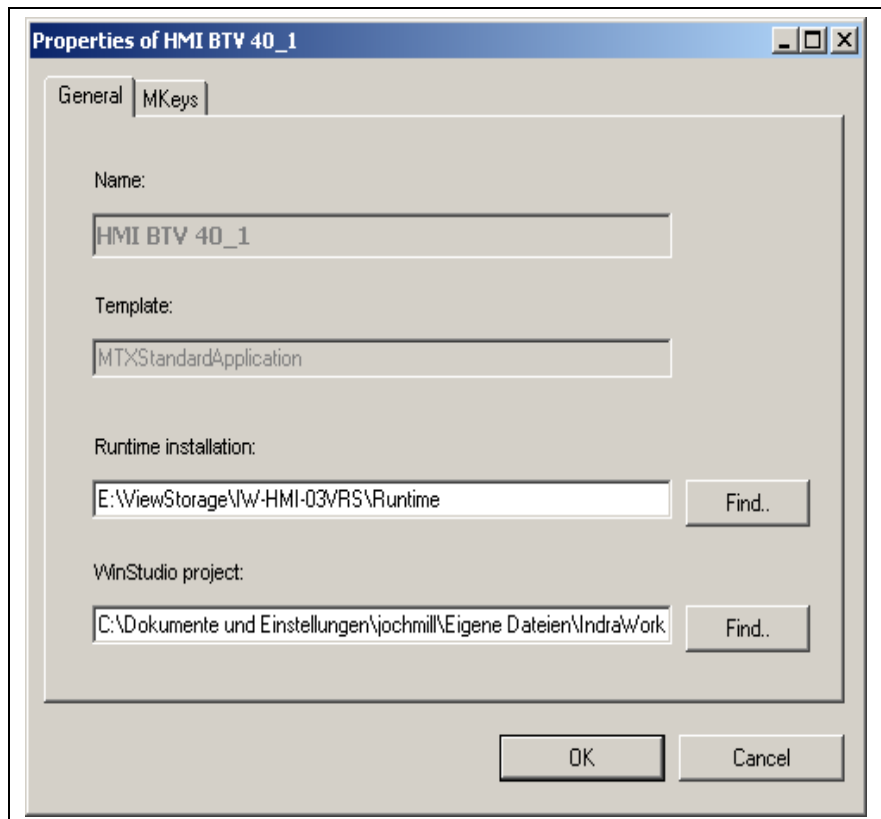 Properties of HMI BTV 40_1
General MKeys
Name:
HMI BTV 40_1
Template:
MTXStandardApplication
Runtime installation:
E:\ViewStorage\IW-HMI-03VRS\Runtime Find..
WinStudio project:
C:\Dokumente und Einstellungen\jochmill\Eigene Dateien\IndraWork Find..
OK Cancel